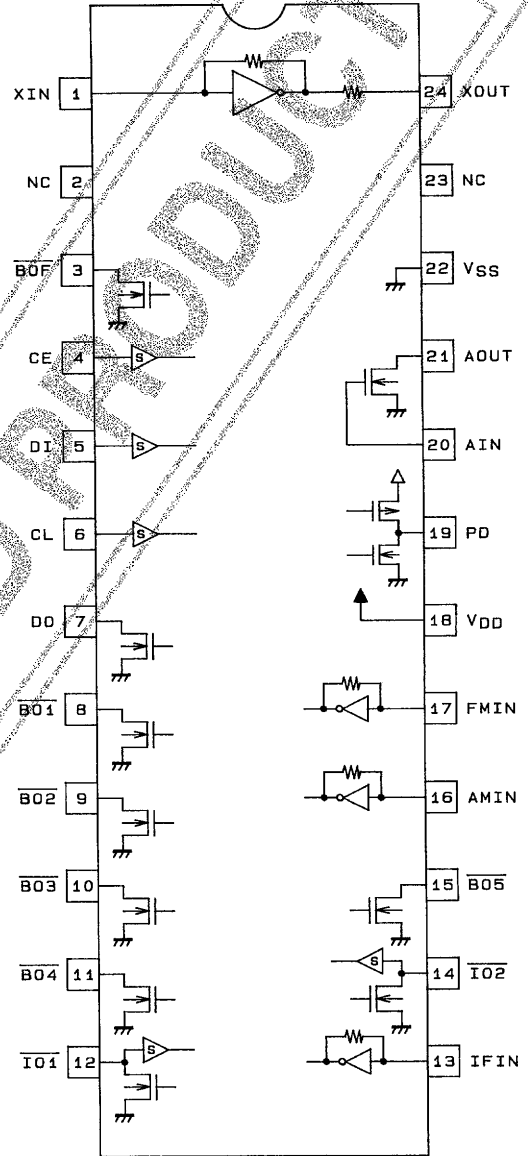 XIN 1
24 XOUT
NC 2
23 NC
BOF 3
22 VSS
CE 4 S
21 AOUT
DI 5 S
20 AIN
CL 6 S
19 PD
DO 7
18 VDD
BO1 8
17 FMIN
BO2 9
16 AMIN
BO3 10
15 BO5
BO4 11
S 14 IO2
IO1 12 S
13 IFIN
PRODUCT